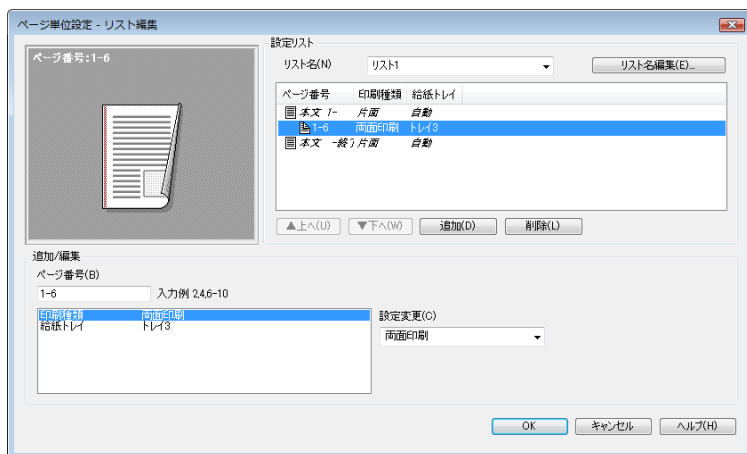 ページ単位設定 - リスト編集
ページ番号:1-6
設定リスト
リスト名(N) リスト1 リスト名編集(E)...
ページ番号 印刷種類 給紙トレイ
本文 1- 片面 自動
1-6 両面印刷 トレイ3
本文 -終了 片面 自動
▲上へ(U) ▼下へ(W) 追加(D) 削除(L)
追加/編集
ページ番号(B)
1-6 入力例 2,4,6-10
印刷種類 両面印刷
給紙トレイ トレイ3
設定変更(C)
両面印刷
OK キャンセル ヘルプ(H)